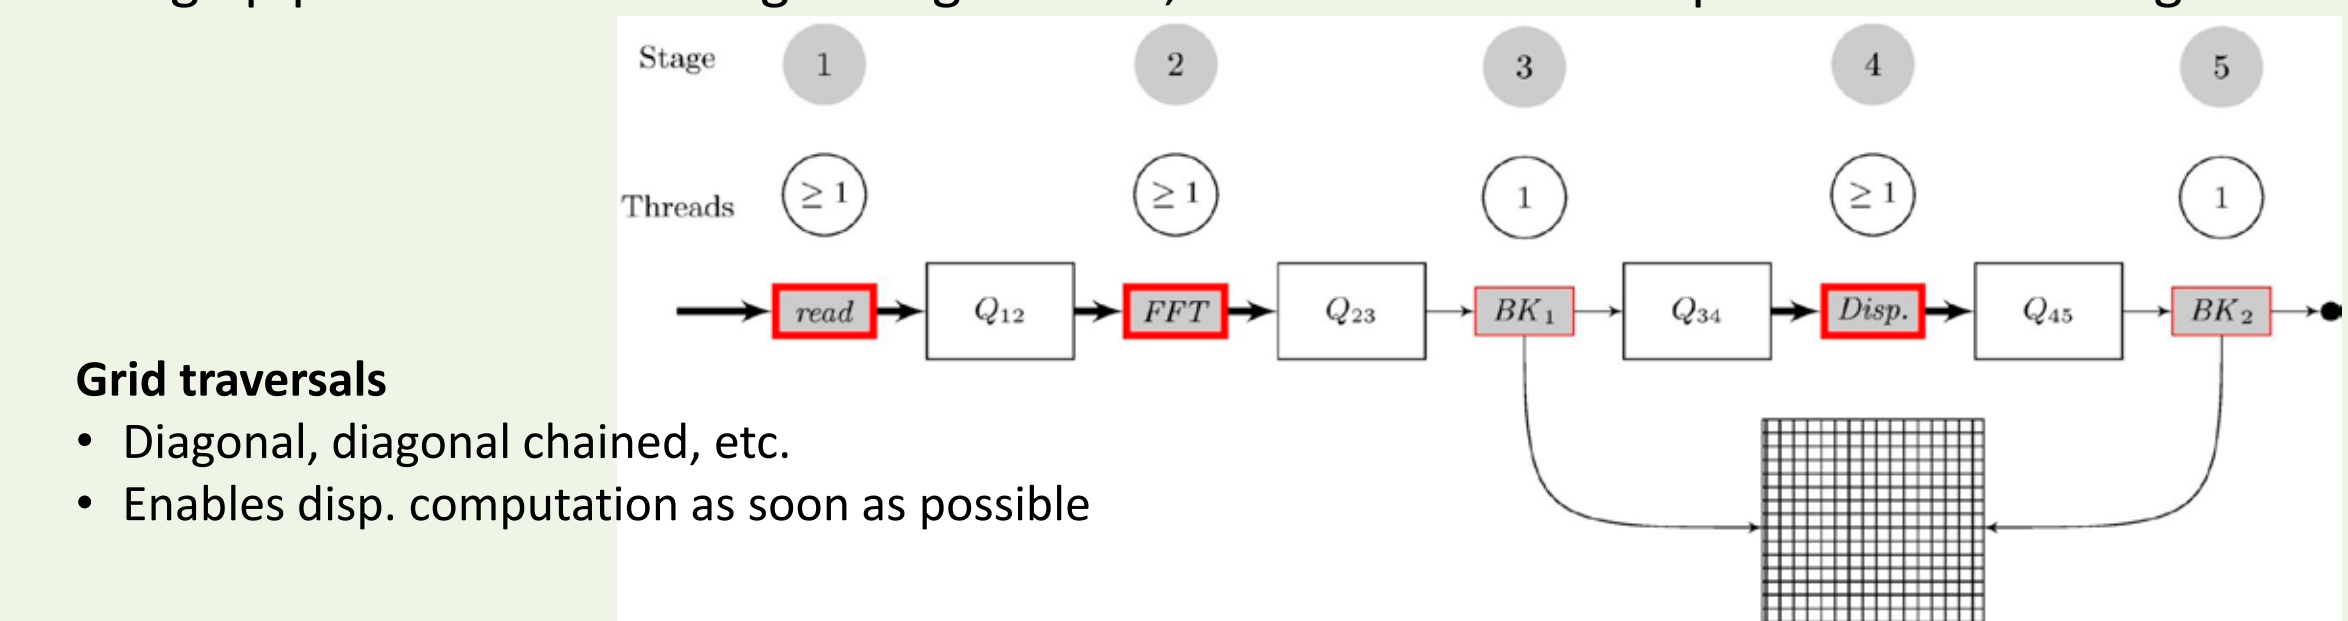 Stage 1 2 3 4 5
Threads ≥ 1 ≥ 1 1 ≥ 1 1
read Q₁₂ FFT Q₂₃ BK₁ Q₃₄ Disp. Q₄₅ BK₂
Grid traversals
• Diagonal, diagonal chained, etc.
• Enables disp. computation as soon as possible